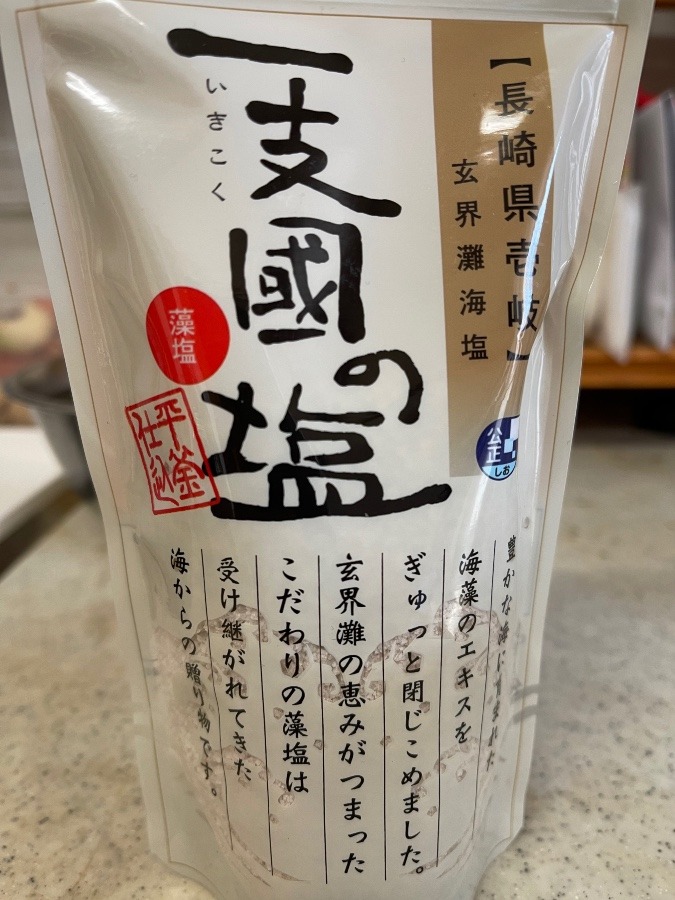 【長崎県壱岐】
玄界灘海塩
公正
しお
一支國の塩
いきこく
藻塩
平釜
仕込
豊かな海に育まれた
海藻のエキスを
ぎゅっと閉じこめました。
玄界灘の恵みがつまった
こだわりの藻塩は
受け継がれてきた
海からの贈り物です。